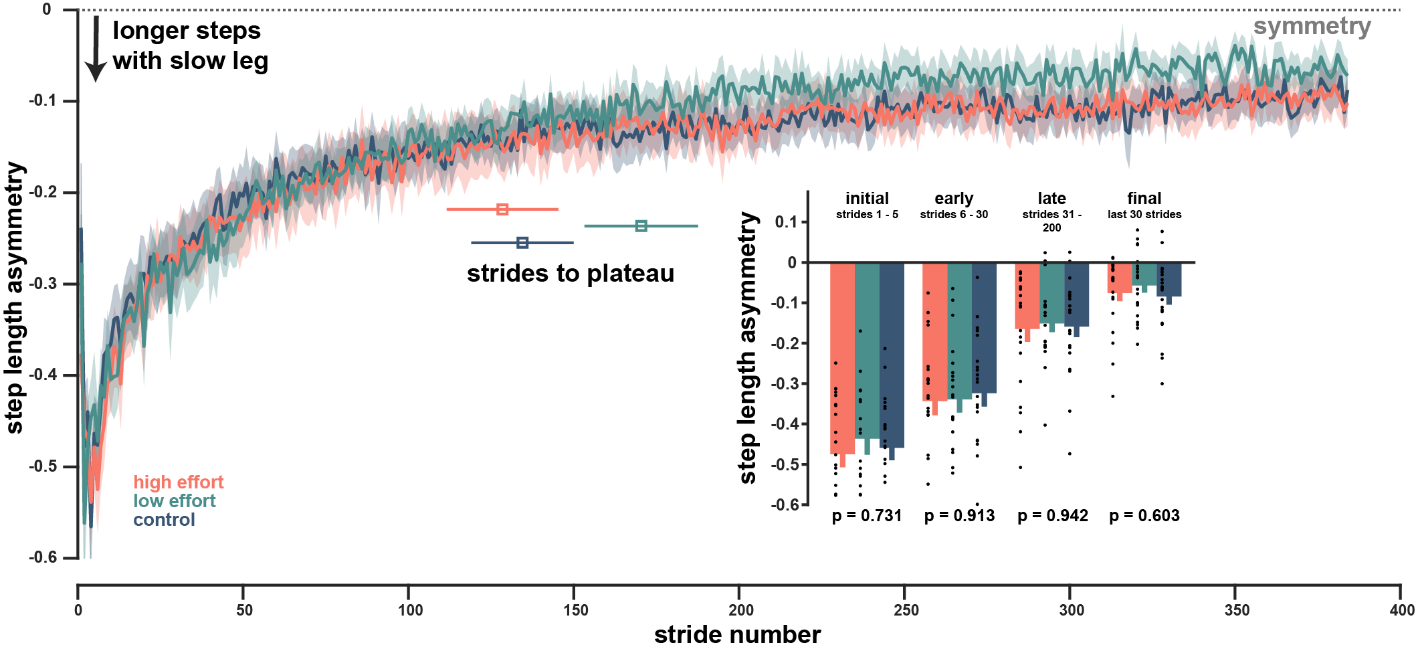 0
longer steps
with slow leg
symmetry
-0.1
-0.2
-0.3
-0.4
-0.5
-0.6
step length asymmetry
strides to plateau
high effort
low effort
control
0
50
100
150
200
250
300
350
400
stride number
initial
strides 1 - 5
early
strides 6 - 30
late
strides 31 -
200
final
last 30 strides
0.1
0
-0.1
-0.2
-0.3
-0.4
-0.5
-0.6
step length asymmetry
p = 0.731
p = 0.913
p = 0.942
p = 0.603